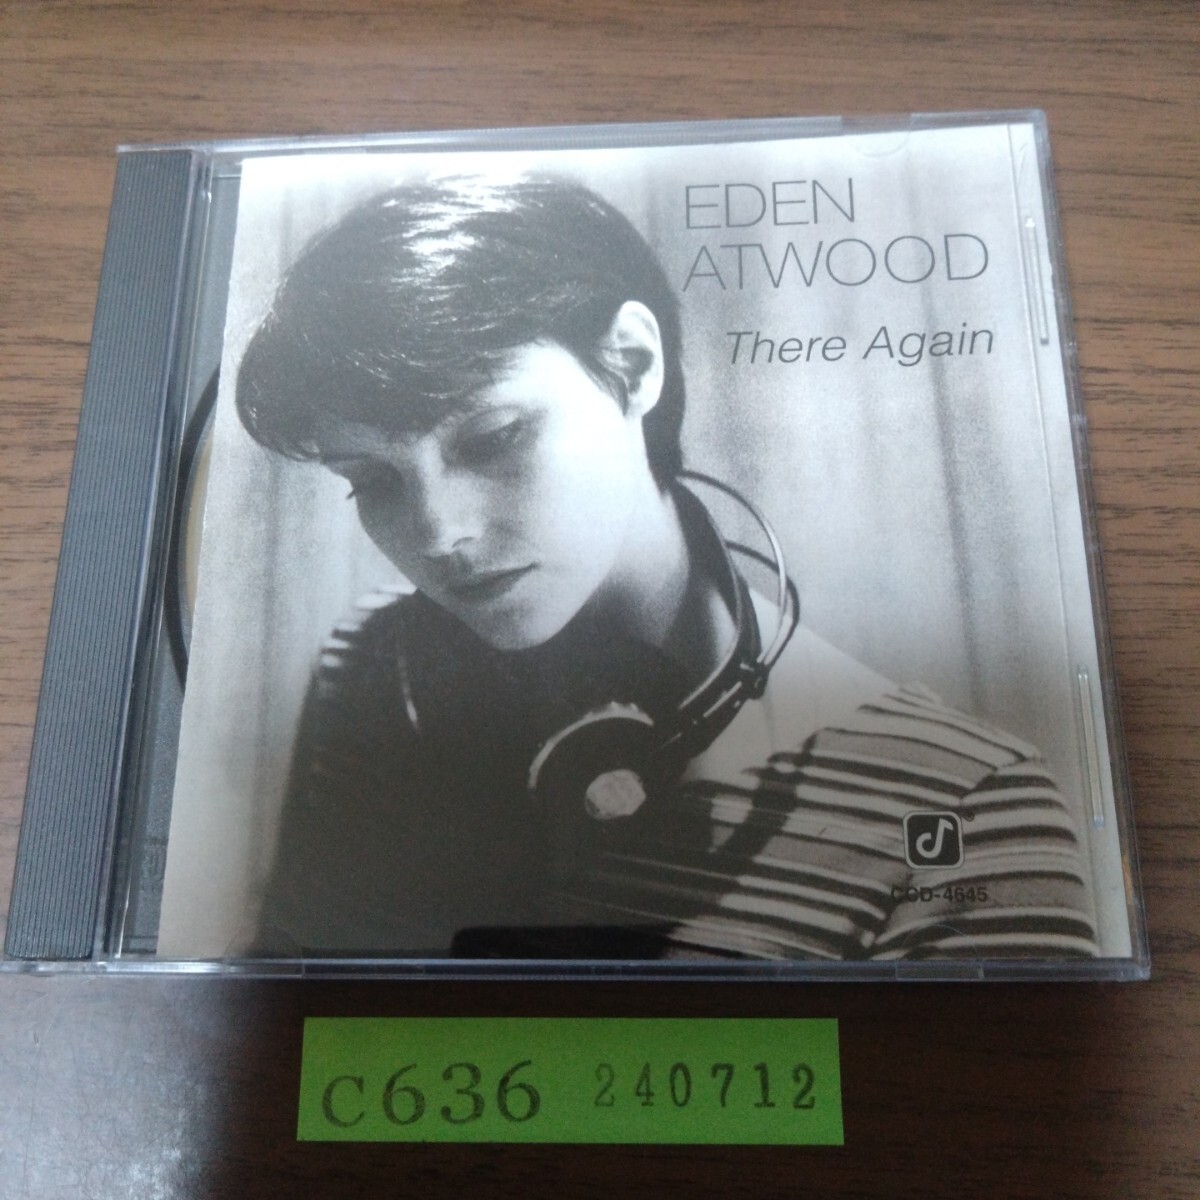 EDEN
ATWOOD
There Again
®
CCD-4645
C636 240712